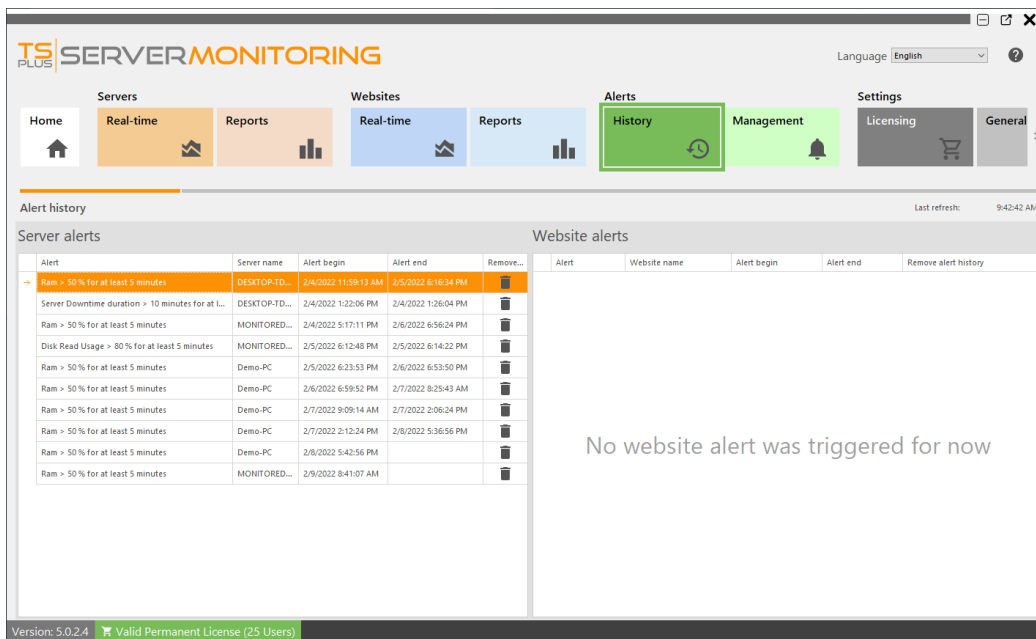 TS PLUS SERVERMONITORING
Language English
Servers Websites Alerts Settings
Home Real-time Reports Real-time Reports History Management Licensing General
Alert history Last refresh: 9:42:42 AM
Server alerts Website alerts
Alert Server name Alert begin Alert end Remove... Alert Website name Alert begin Alert end Remove alert history
Ram > 50 % for at least 5 minutes DESKTOP-TD... 2/4/2022 11:59:13 AM 2/5/2022 6:16:34 PM
Server Downtime duration > 10 minutes for at l... DESKTOP-TD... 2/4/2022 1:22:06 PM 2/4/2022 1:26:04 PM
Ram > 50 % for at least 5 minutes MONITORED... 2/4/2022 5:17:11 PM 2/6/2022 6:56:24 PM
Disk Read Usage > 80 % for at least 5 minutes MONITORED... 2/5/2022 6:12:48 PM 2/5/2022 6:14:22 PM
Ram > 50 % for at least 5 minutes Demo-PC 2/5/2022 6:23:53 PM 2/6/2022 6:53:50 PM
Ram > 50 % for at least 5 minutes Demo-PC 2/6/2022 6:59:52 PM 2/7/2022 8:25:43 AM
Ram > 50 % for at least 5 minutes Demo-PC 2/7/2022 9:09:14 AM 2/7/2022 2:06:24 PM
Ram > 50 % for at least 5 minutes Demo-PC 2/7/2022 2:12:24 PM 2/8/2022 5:36:56 PM
Ram > 50 % for at least 5 minutes Demo-PC 2/8/2022 5:42:56 PM
Ram > 50 % for at least 5 minutes MONITORED... 2/9/2022 8:41:07 AM
No website alert was triggered for now
Version: 5.0.2.4 Valid Permanent License (25 Users)